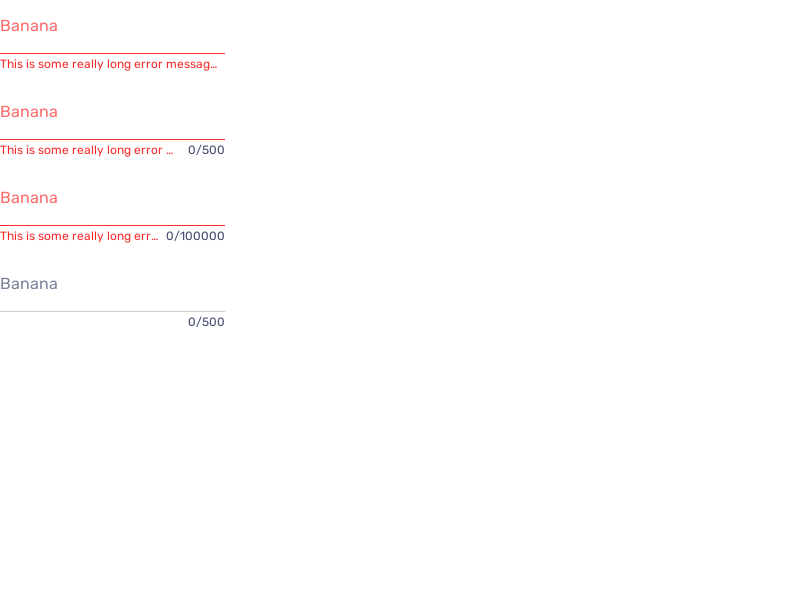 Banana
This is some really long error messag…
Banana
This is some really long error … 0/500
Banana
This is some really long err… 0/100000
Banana
0/500